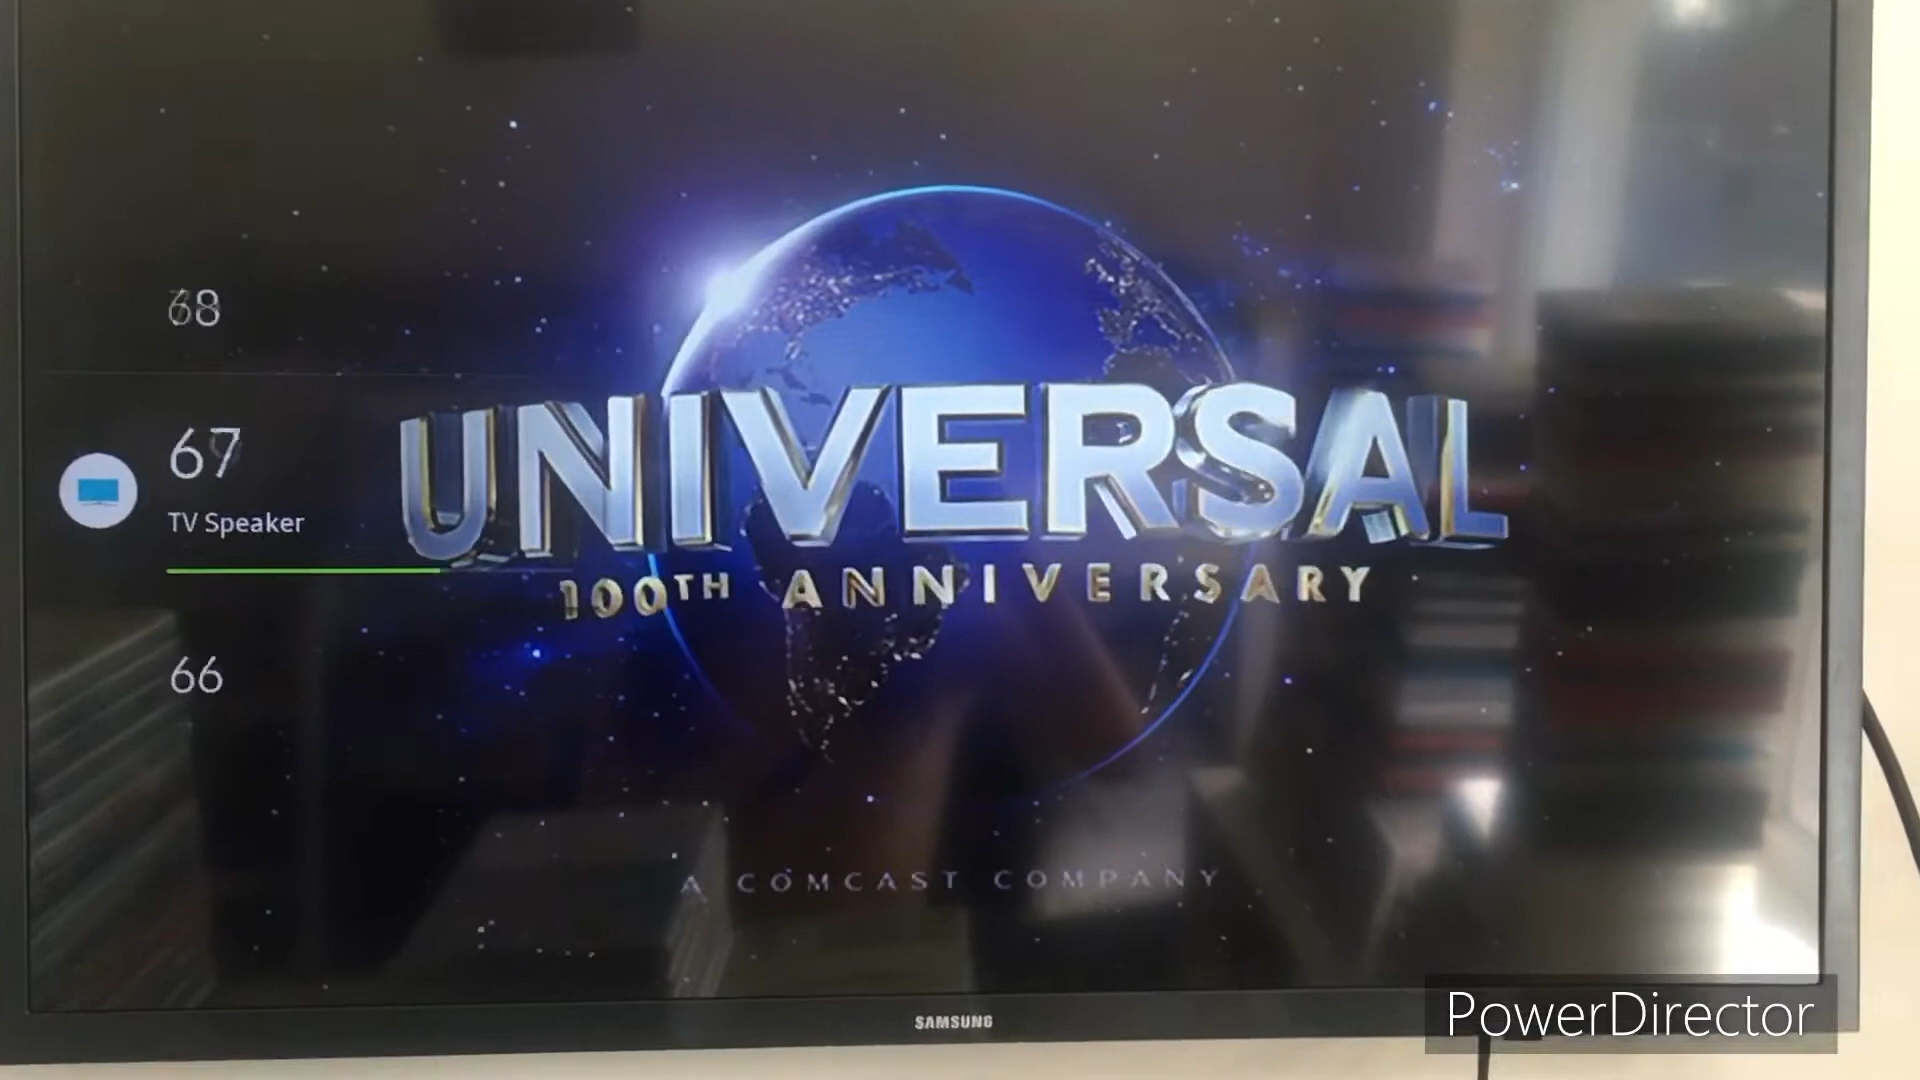 68
67
TV Speaker
66
UNIVERSAL
100TH ANNIVERSARY
A COMCAST COMPANY
SAMSUNG
PowerDirector